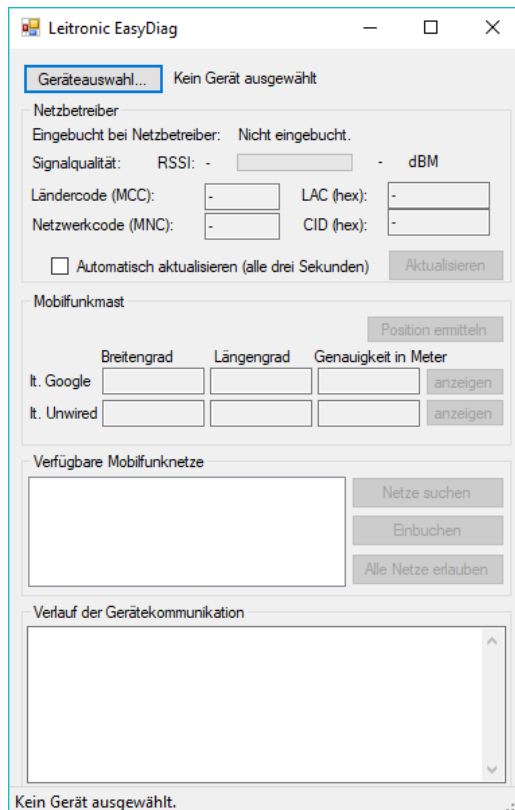 Leitronic EasyDiag
Geräteauswahl... Kein Gerät ausgewählt
Netzbetreiber
Eingebucht bei Netzbetreiber: Nicht eingebucht.
Signalqualität: RSSI: - - dBM
Ländercode (MCC): - LAC (hex): -
Netzwerkcode (MNC): - CID (hex): -
Automatisch aktualisieren (alle drei Sekunden) Aktualisieren
Mobilfunkmast
Position ermitteln
Breitengrad Längengrad Genauigkeit in Meter
lt. Google anzeigen
lt. Unwired anzeigen
Verfügbare Mobilfunknetze
Netze suchen
Einbuchen
Alle Netze erlauben
Verlauf der Gerätekommunikation
Kein Gerät ausgewählt.